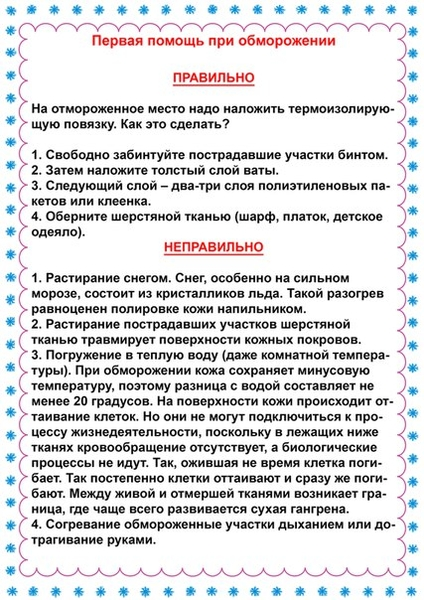 Первая помощь при обморожении
ПРАВИЛЬНО
На отмороженное место надо наложить термоизолирую-
щую повязку. Как это сделать?
1. Свободно забинтуйте пострадавшие участки бинтом.
2. Затем наложите толстый слой ваты.
3. Следующий слой – два-три слоя полиэтиленовых па-
кетов или клеенка.
4. Оберните шерстяной тканью (шарф, платок, детское
одеяло).
НЕПРАВИЛЬНО
1. Растирание снегом. Снег, особенно на сильном
морозе, состоит из кристалликов льда. Такой разогрев
равноценен полировке кожи напильником.
2. Растирание пострадавших участков шерстяной
тканью травмирует поверхности кожных покровов.
3. Погружение в теплую воду (даже комнатной темпера-
туры). При обморожении кожа сохраняет минусовую
температуру, поэтому разница с водой составляет не
менее 20 градусов. На поверхности кожи происходит от-
таивание клеток. Но они не могут подключиться к про-
цессу жизнедеятельности, поскольку в лежащих ниже
тканях кровообращение отсутствует, а биологические
процессы не идут. Так, ожившая не время клетка поги-
бает. Так постепенно клетки оттаивают и сразу же поги-
бают. Между живой и отмершей тканями возникает гра-
ница, где чаще всего развивается сухая гангрена.
4. Согревание обмороженные участки дыханием или до-
трагивание руками.